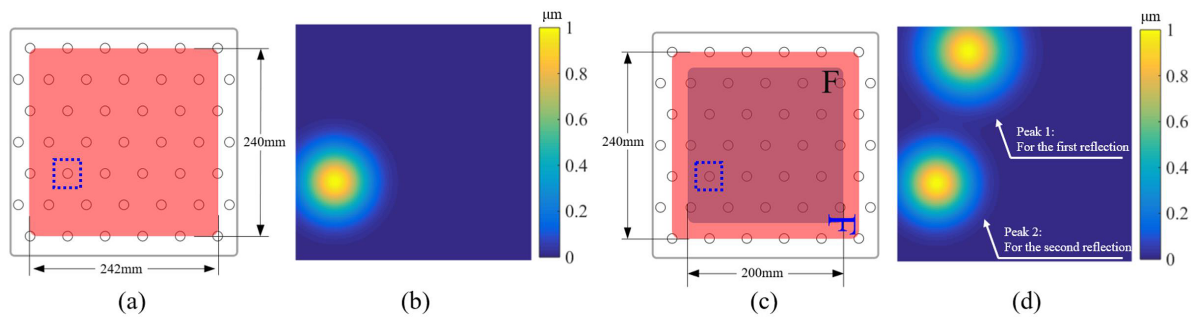 240mm
242mm
(a)
μm
1
0.8
0.6
0.4
0.2
0
(b)
F
F
240mm
200mm
(c)
Peak 1:
For the first reflection
Peak 2:
For the second reflection
μm
1
0.8
0.6
0.4
0.2
0
(d)